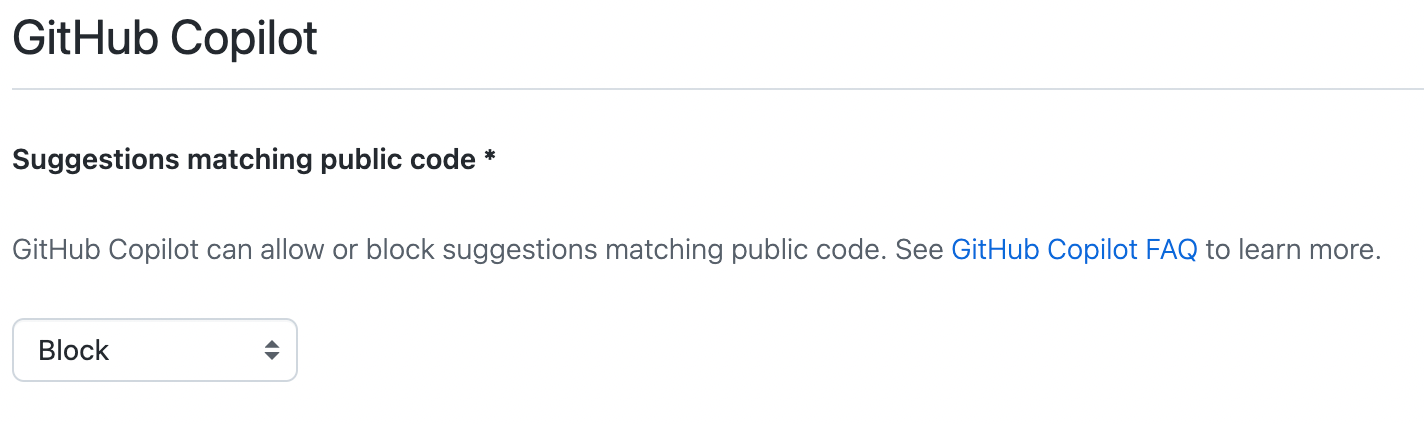 GitHub Copilot
Suggestions matching public code *
GitHub Copilot can allow or block suggestions matching public code. See GitHub Copilot FAQ to learn more.
Block